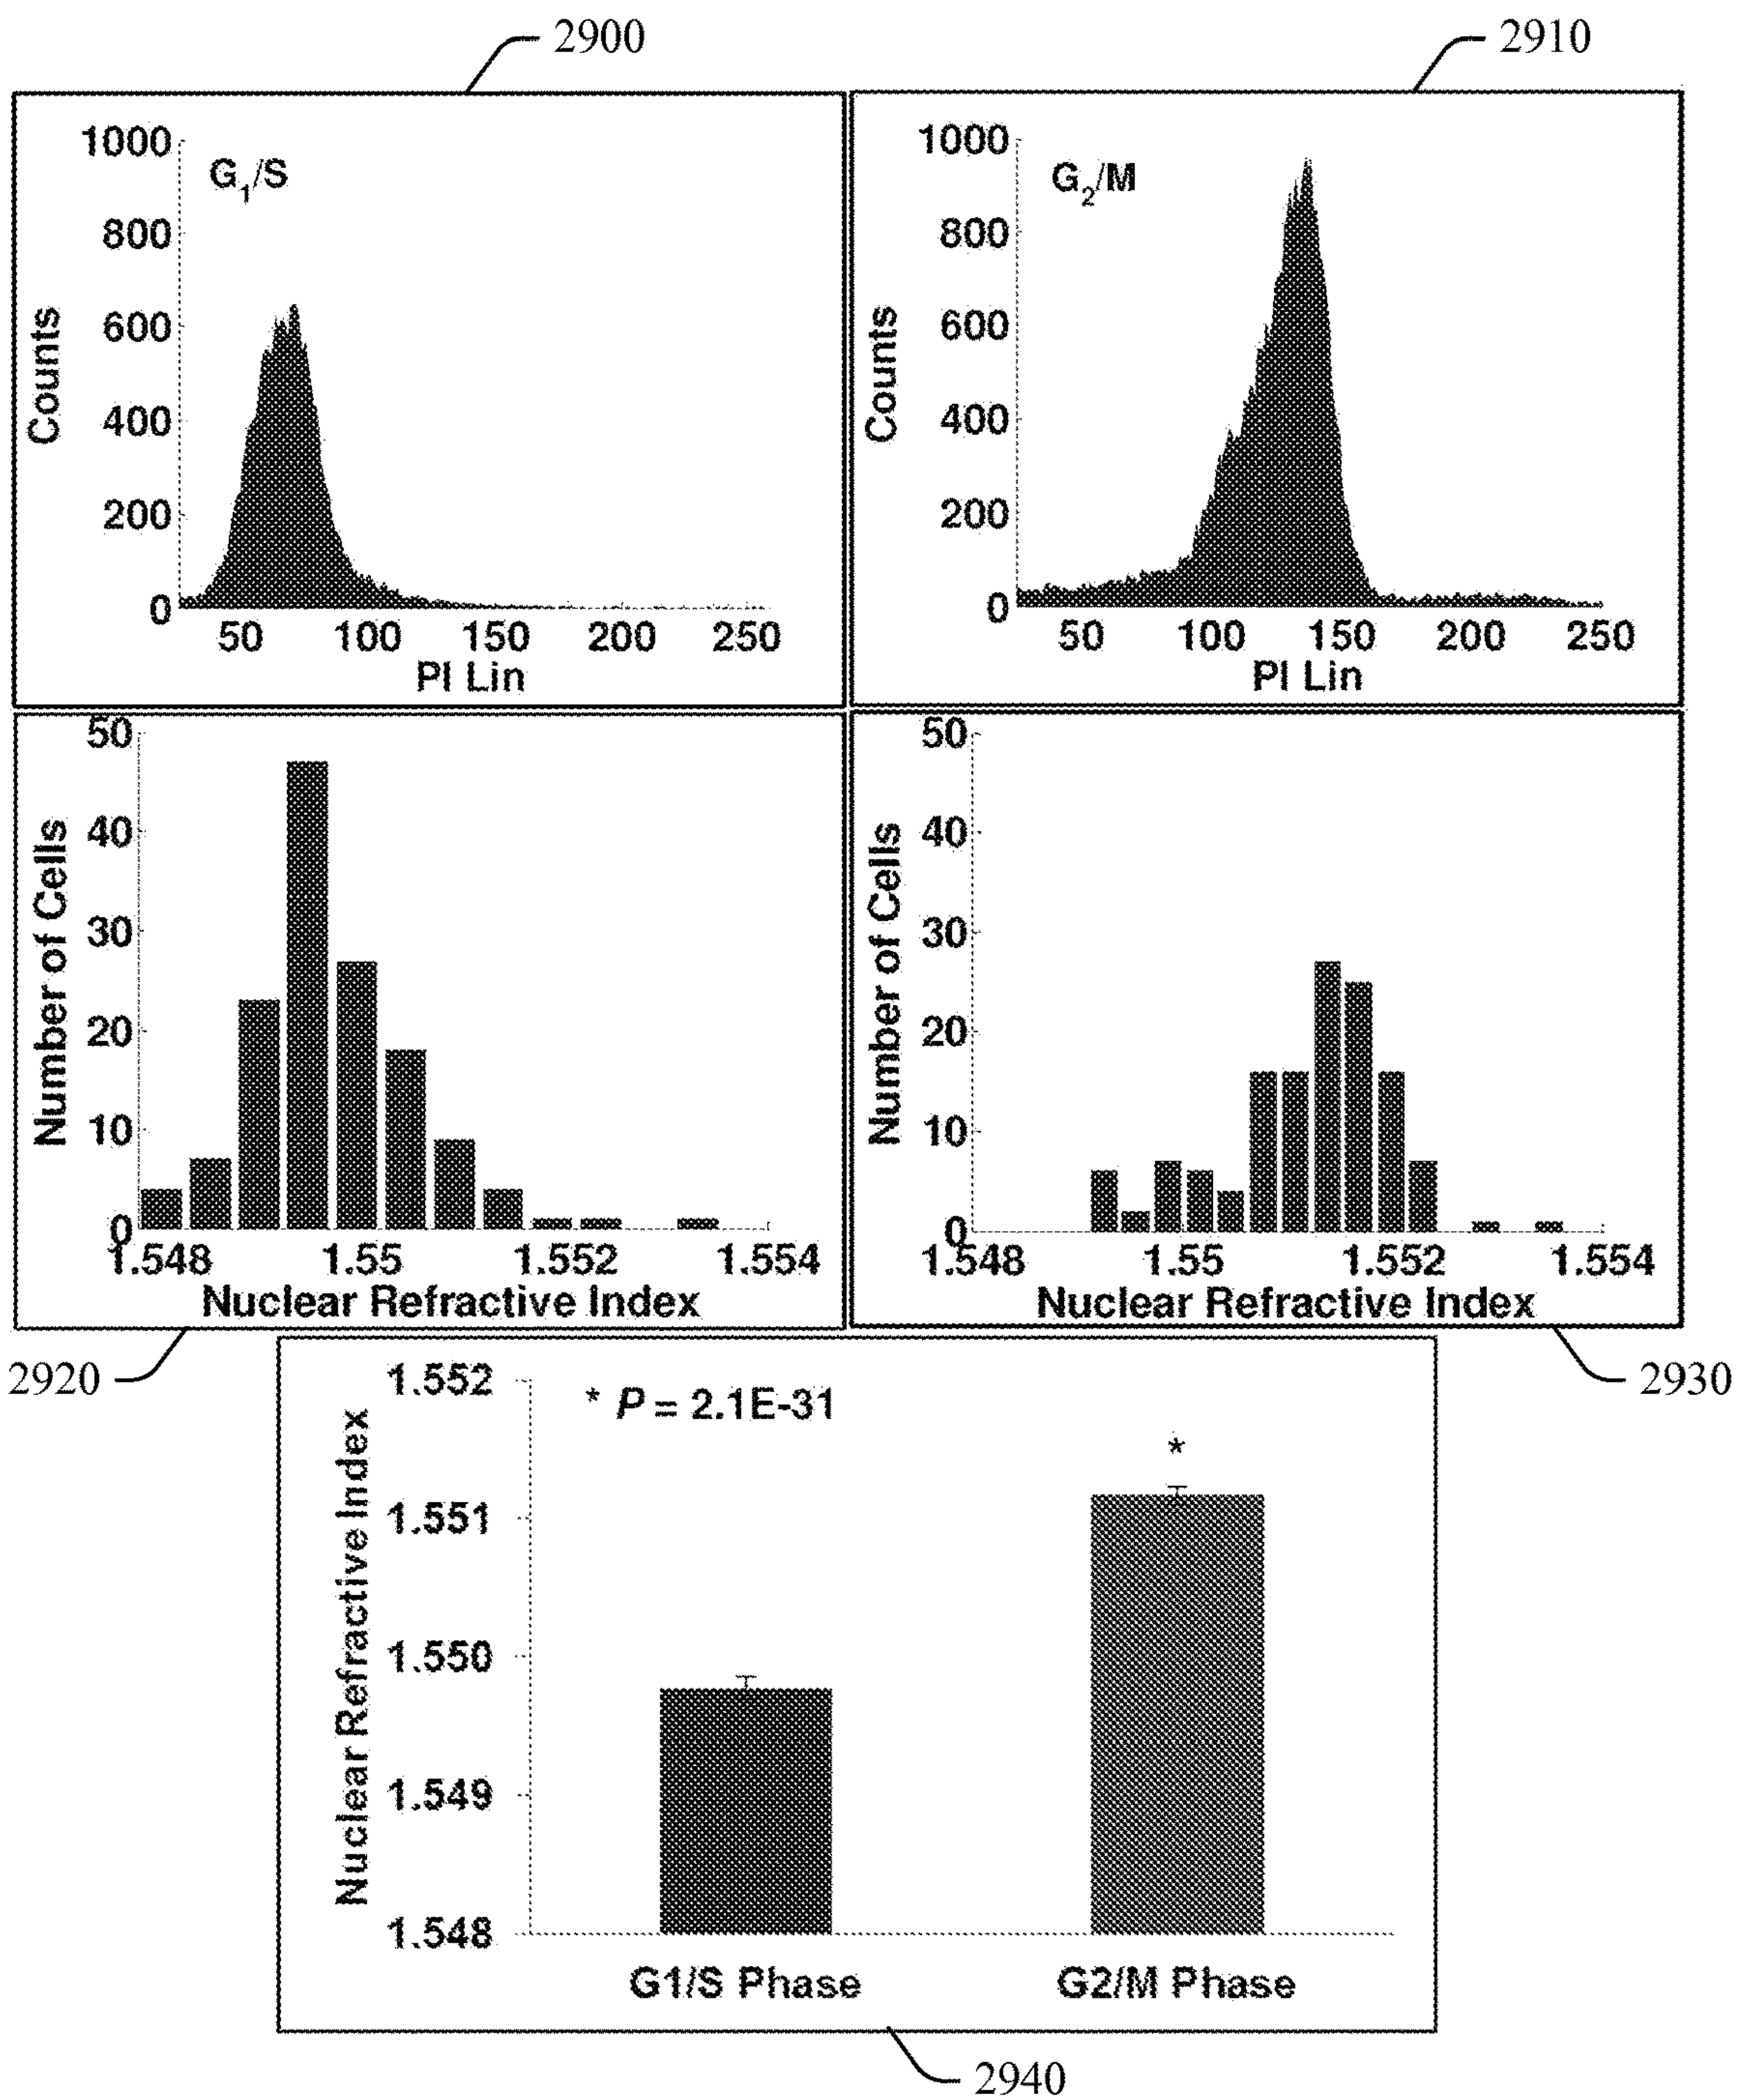 2900
2910
1000
G1/S
800
600
400
200
0
Counts
50 100 150 200 250
PI Lin
1000
G2/M
800
600
400
200
0
Counts
50 100 150 200 250
PI Lin
50
40
30
20
10
0
Number of Cells
1.548 1.55 1.552 1.554
Nuclear Refractive Index
50
40
30
20
10
0
Number of Cells
1.548 1.55 1.552 1.554
Nuclear Refractive Index
2920
2930
1.552
* P = 2.1E-31
*
1.551
1.550
1.549
1.548
Nuclear Refractive Index
G1/S Phase G2/M Phase
2940